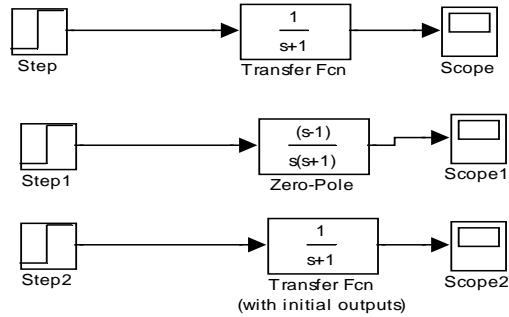 1
s+1
Step
Transfer Fcn
Scope
(s-1)
s(s+1)
Step1
Zero-Pole
Scope1
1
s+1
Step2
Transfer Fcn
(with initial outputs)
Scope2